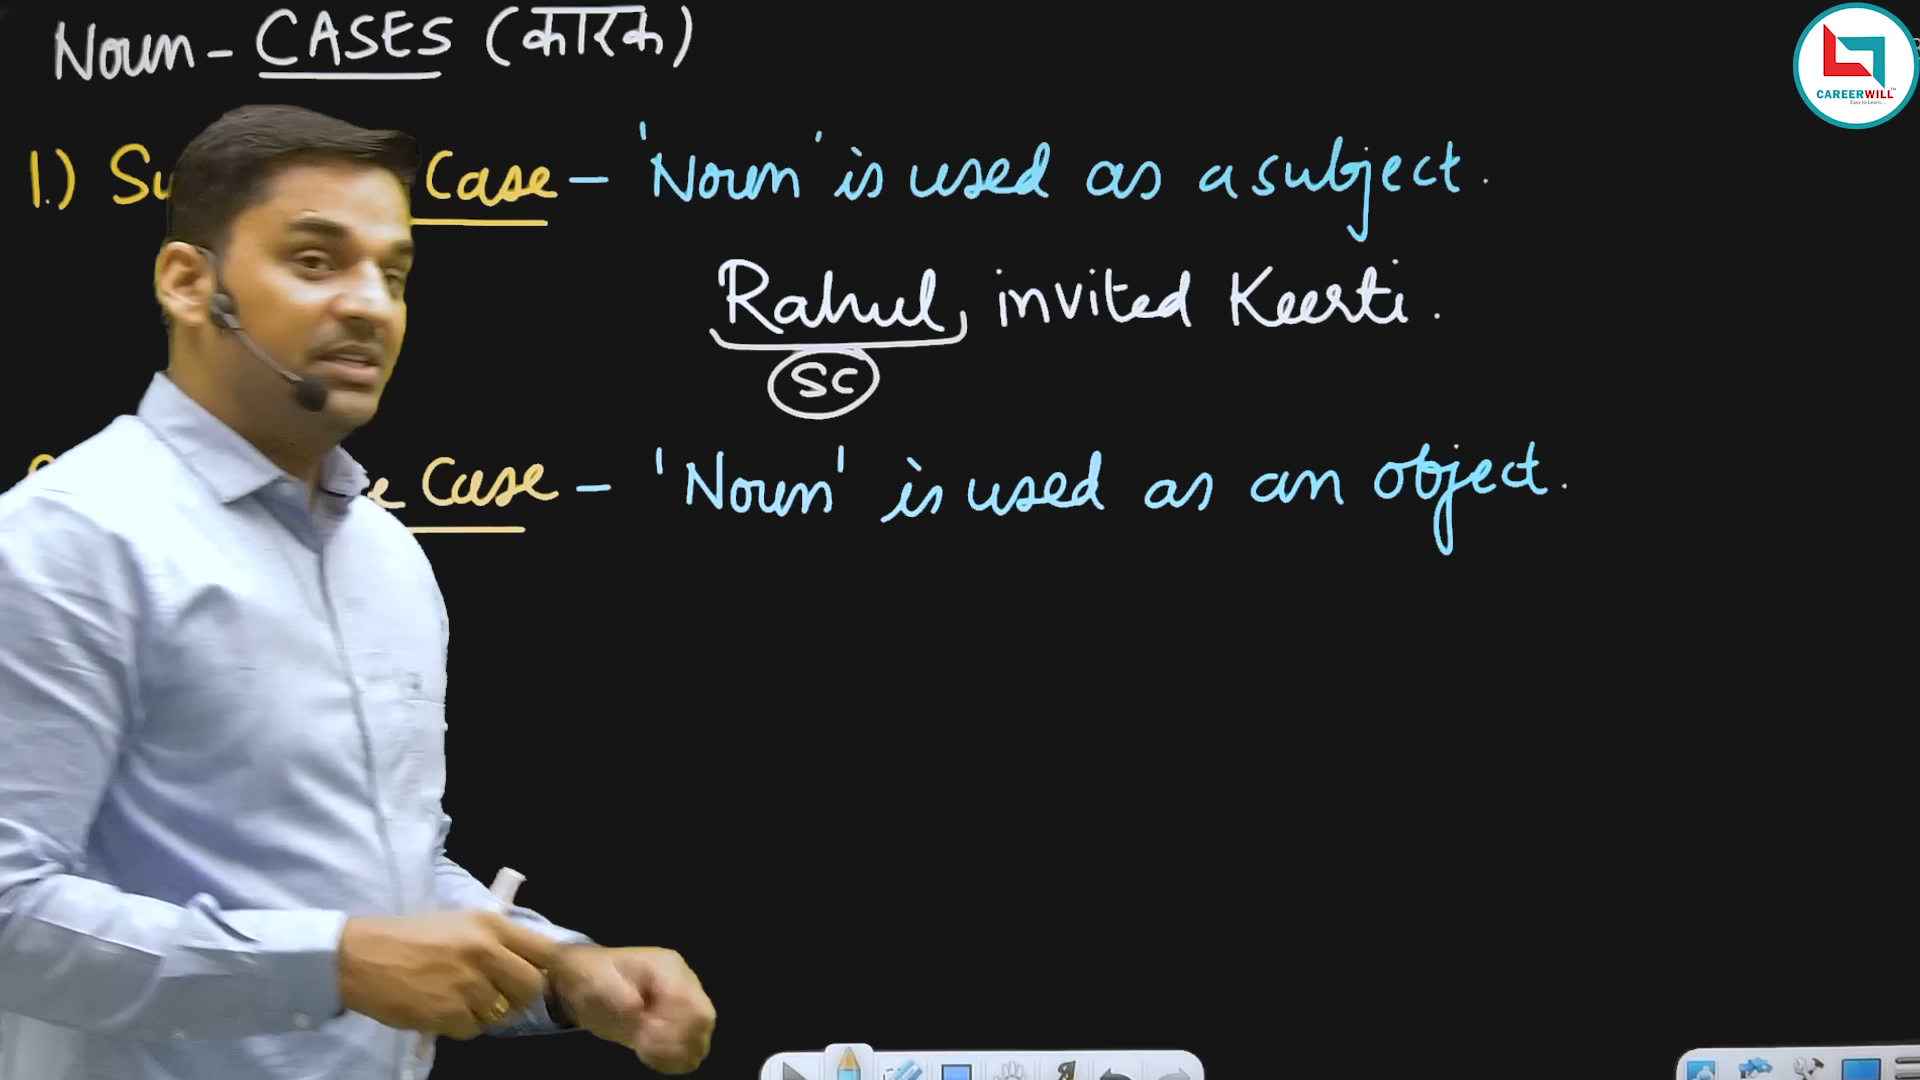 Noun - CASES (कारक)
CAREERWILL
1.) Su Case - 'Noun' is used as a subject.
Rahul, invited Keerti.
SC
e Case - 'Noun' is used as an object.